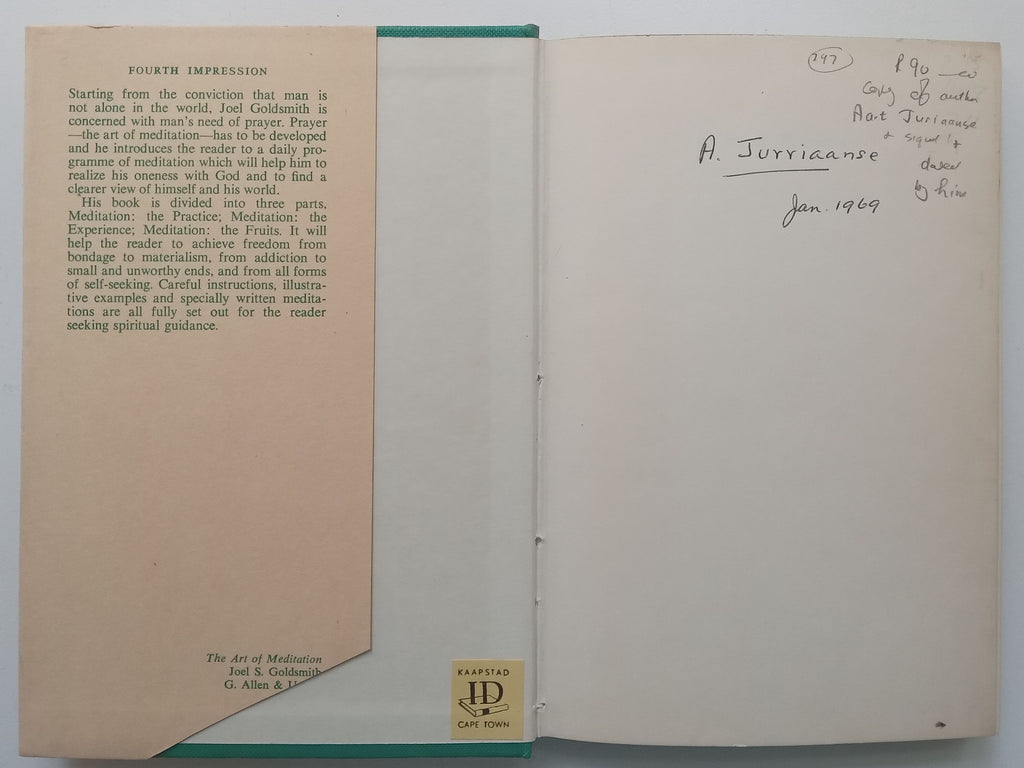 FOURTH IMPRESSION
Starting from the conviction that man is
not alone in the world, Joel Goldsmith is
concerned with man's need of prayer. Prayer
—the art of meditation—has to be developed
and he introduces the reader to a daily pro-
gramme of meditation which will help him to
realize his oneness with God and to find a
clearer view of himself and his world.
His book is divided into three parts,
Meditation: the Practice; Meditation: the
Experience; Meditation: the Fruits. It will
help the reader to achieve freedom from
bondage to materialism, from addiction to
small and unworthy ends, and from all forms
of self-seeking. Careful instructions, illustra-
tive examples and specially written medita-
tions are all fully set out for the reader
seeking spiritual guidance.
The Art of Meditation
Joel S. Goldsmith
G. Allen & U
KAAPSTAD
ID
CAPE TOWN
297
R90
Copy of author
Aart Jurriaanse
signed
dated
by him
A. Jurriaanse
Jan. 1969